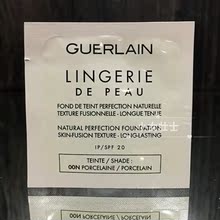 GUERLAIN
LINGERIE
DE PEAU
FOND DE TEINT PERFECTION NATURELLE
TEXTURE FUSIONNELLE - LONGUE TENUE
NATURAL PERFECTION FOUNDATION
SKIN-FUSION TEXTURE - LONG-LASTING
IP/SPF 20
TEINTE / SHADE :
00N PORCELAINE / PORCELAIN